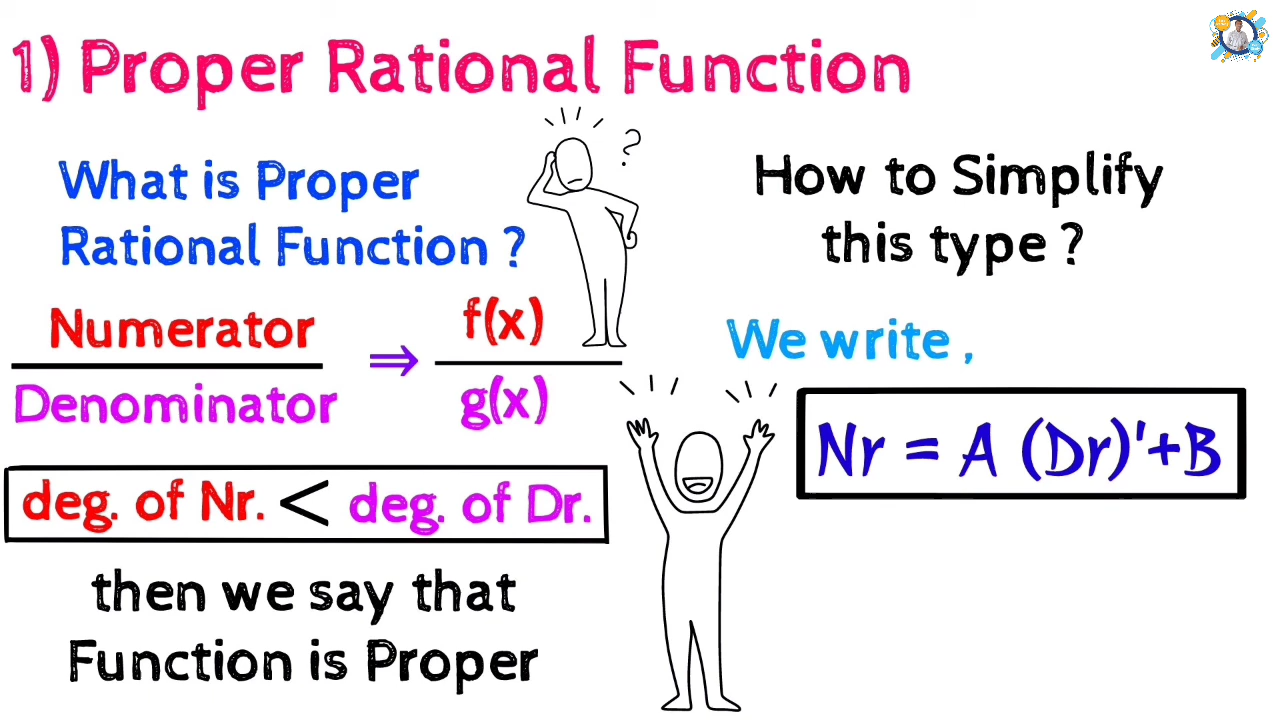 1) Proper Rational Function
What is Proper
Rational Function ?
?
Numerator
Denominator
⇒
f(x)
g(x)
deg. of Nr. < deg. of Dr.
then we say that
Function is Proper
How to Simplify
this type ?
We write ,
Nr = A (Dr)'+B